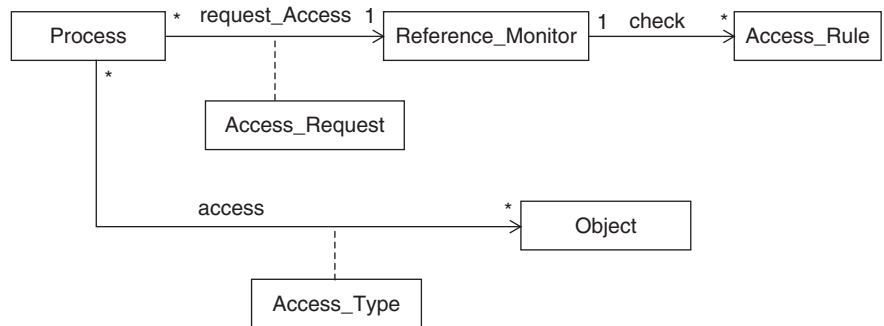 * request_Access 1
1 check *
Process
Reference_Monitor
Access_Rule
*
Access_Request
access *
Object
Access_Type